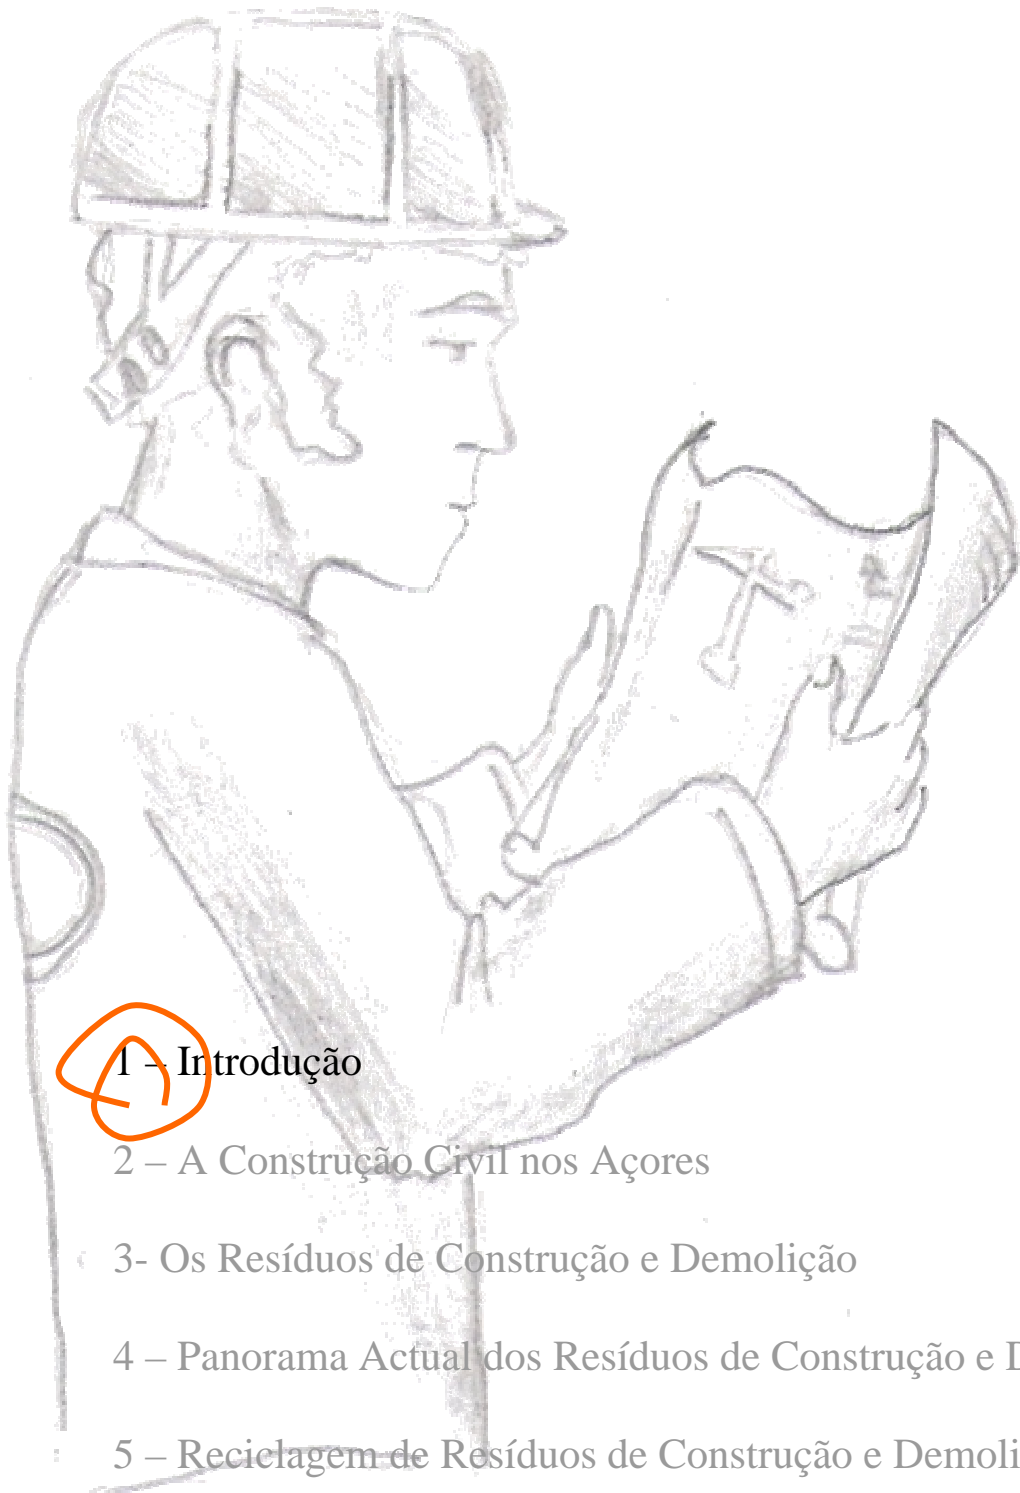 1 – Introdução
2 – A Construção Civil nos Açores
3- Os Resíduos de Construção e Demolição
4 – Panorama Actual dos Resíduos de Construção e D
5 – Reciclagem de Resíduos de Construção e Demoli